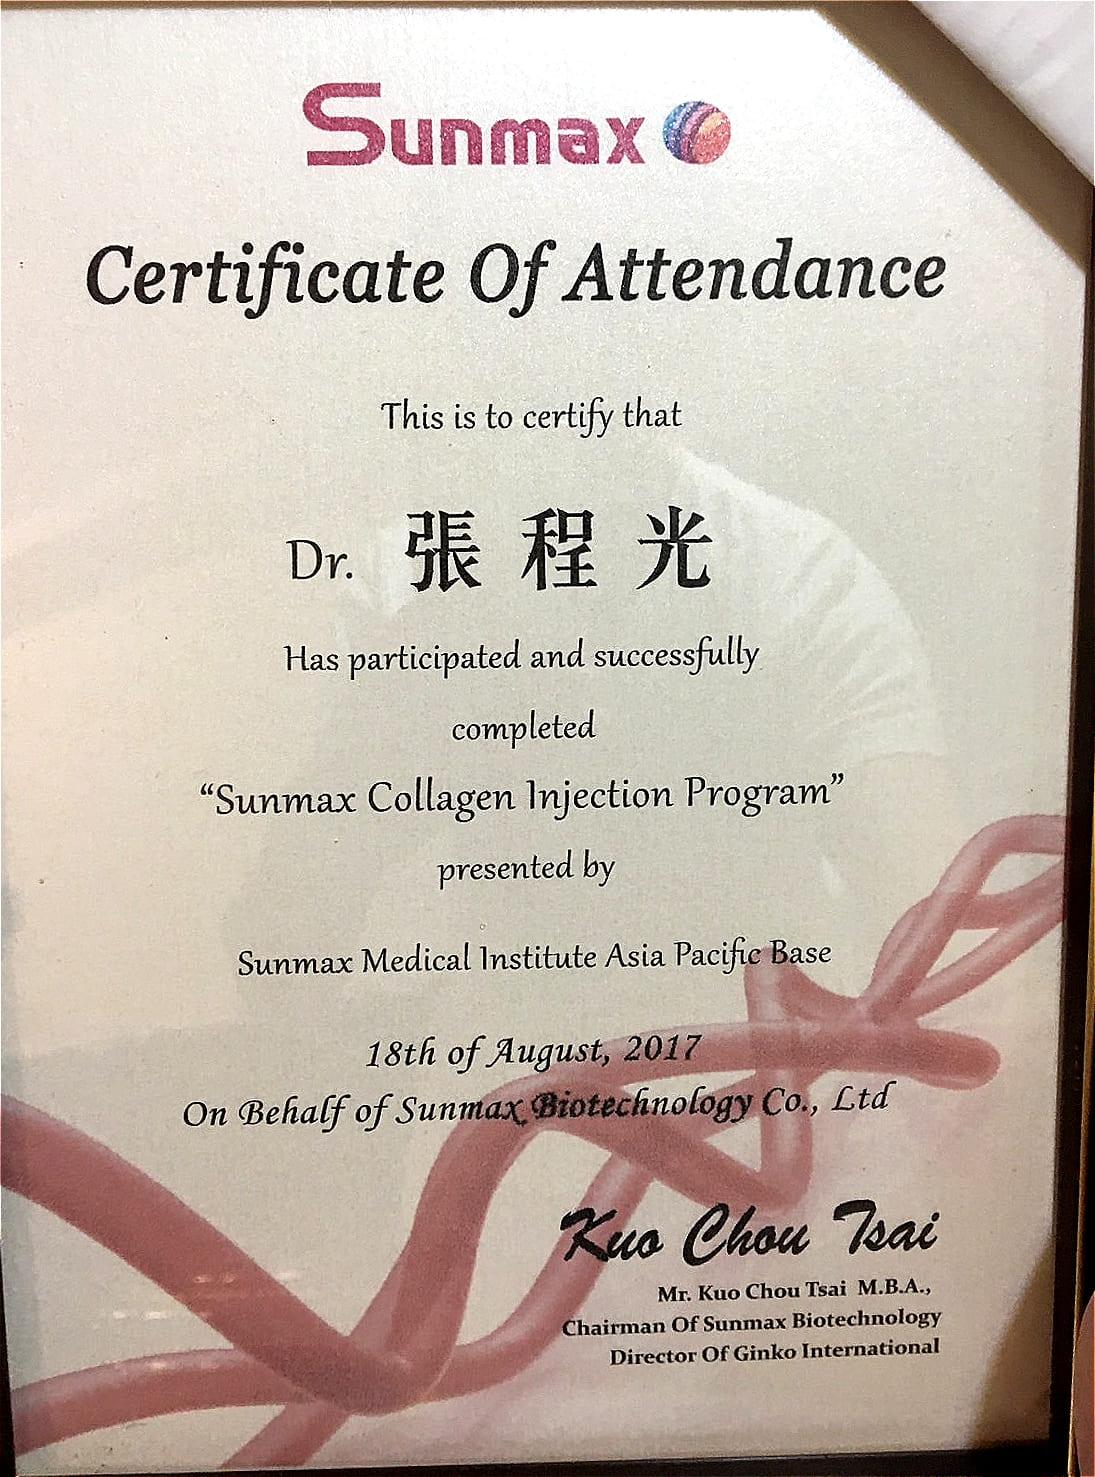 Sunmax
Certificate Of Attendance
This is to certify that
Dr. 張程光
Has participated and successfully
completed
“Sunmax Collagen Injection Program”
presented by
Sunmax Medical Institute Asia Pacific Base
18th of August, 2017
On Behalf of Sunmax Biotechnology Co., Ltd
Kuo Chou Tsai
Mr. Kuo Chou Tsai M.B.A.,
Chairman Of Sunmax Biotechnology
Director Of Ginko International